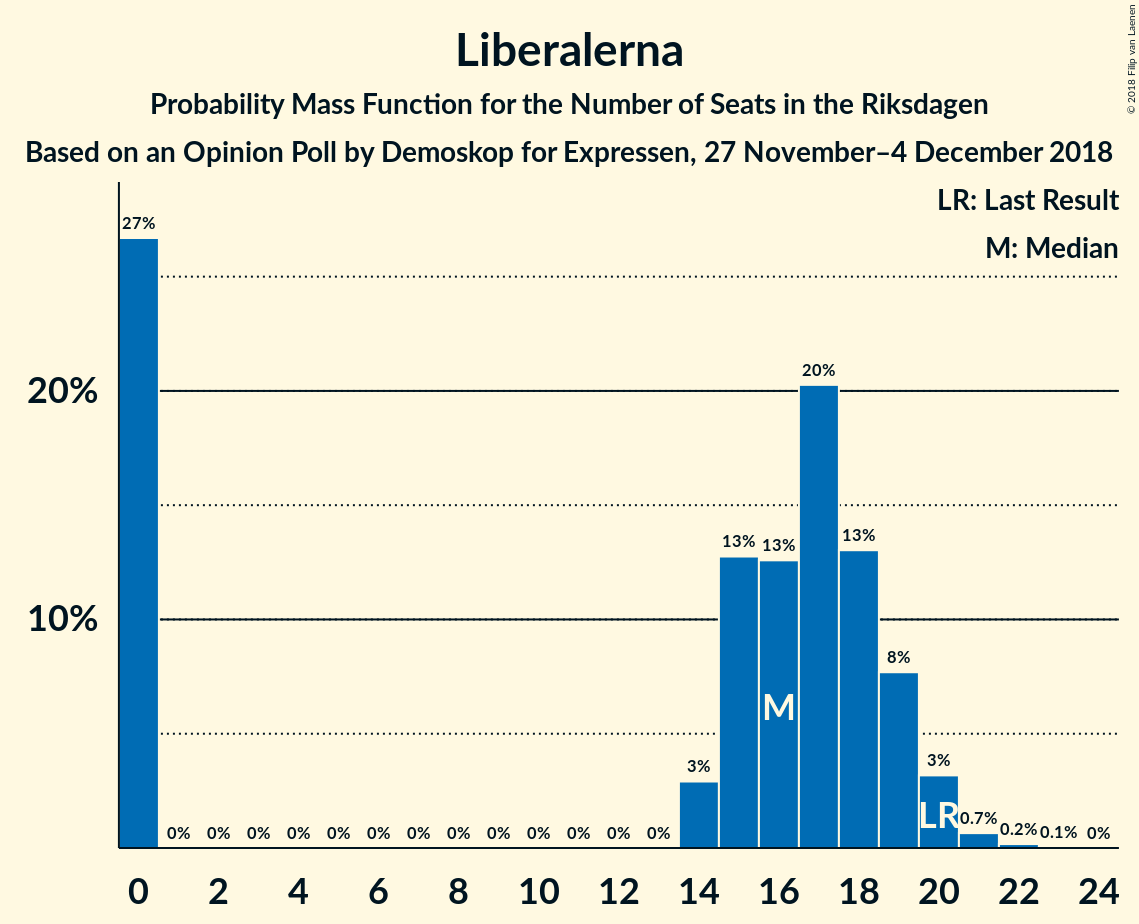 Liberalerna
Probability Mass Function for the Number of Seats in the Riksdagen
Based on an Opinion Poll by Demoskop for Expressen, 27 November–4 December 2018
© 2018 Filip van Laenen
LR: Last Result
M: Median
27%
20%
20%
13%
13%
13%
10%
8%
M
3%
3%
LR
0% 0% 0% 0% 0% 0% 0% 0% 0% 0% 0% 0% 0% 0.7% 0.2% 0.1% 0%
0 2 4 6 8 10 12 14 16 18 20 22 24